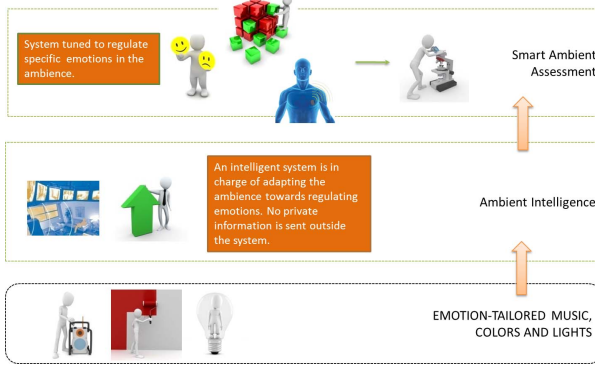 System tuned to regulate
specific emotions in the
ambience.
Smart Ambient
Assessment
An intelligent system is in
charge of adapting the
ambience towards regulating
emotions. No private
information is sent outside
the system.
Ambient Intelligence
EMOTION-TAILORED MUSIC,
COLORS AND LIGHTS